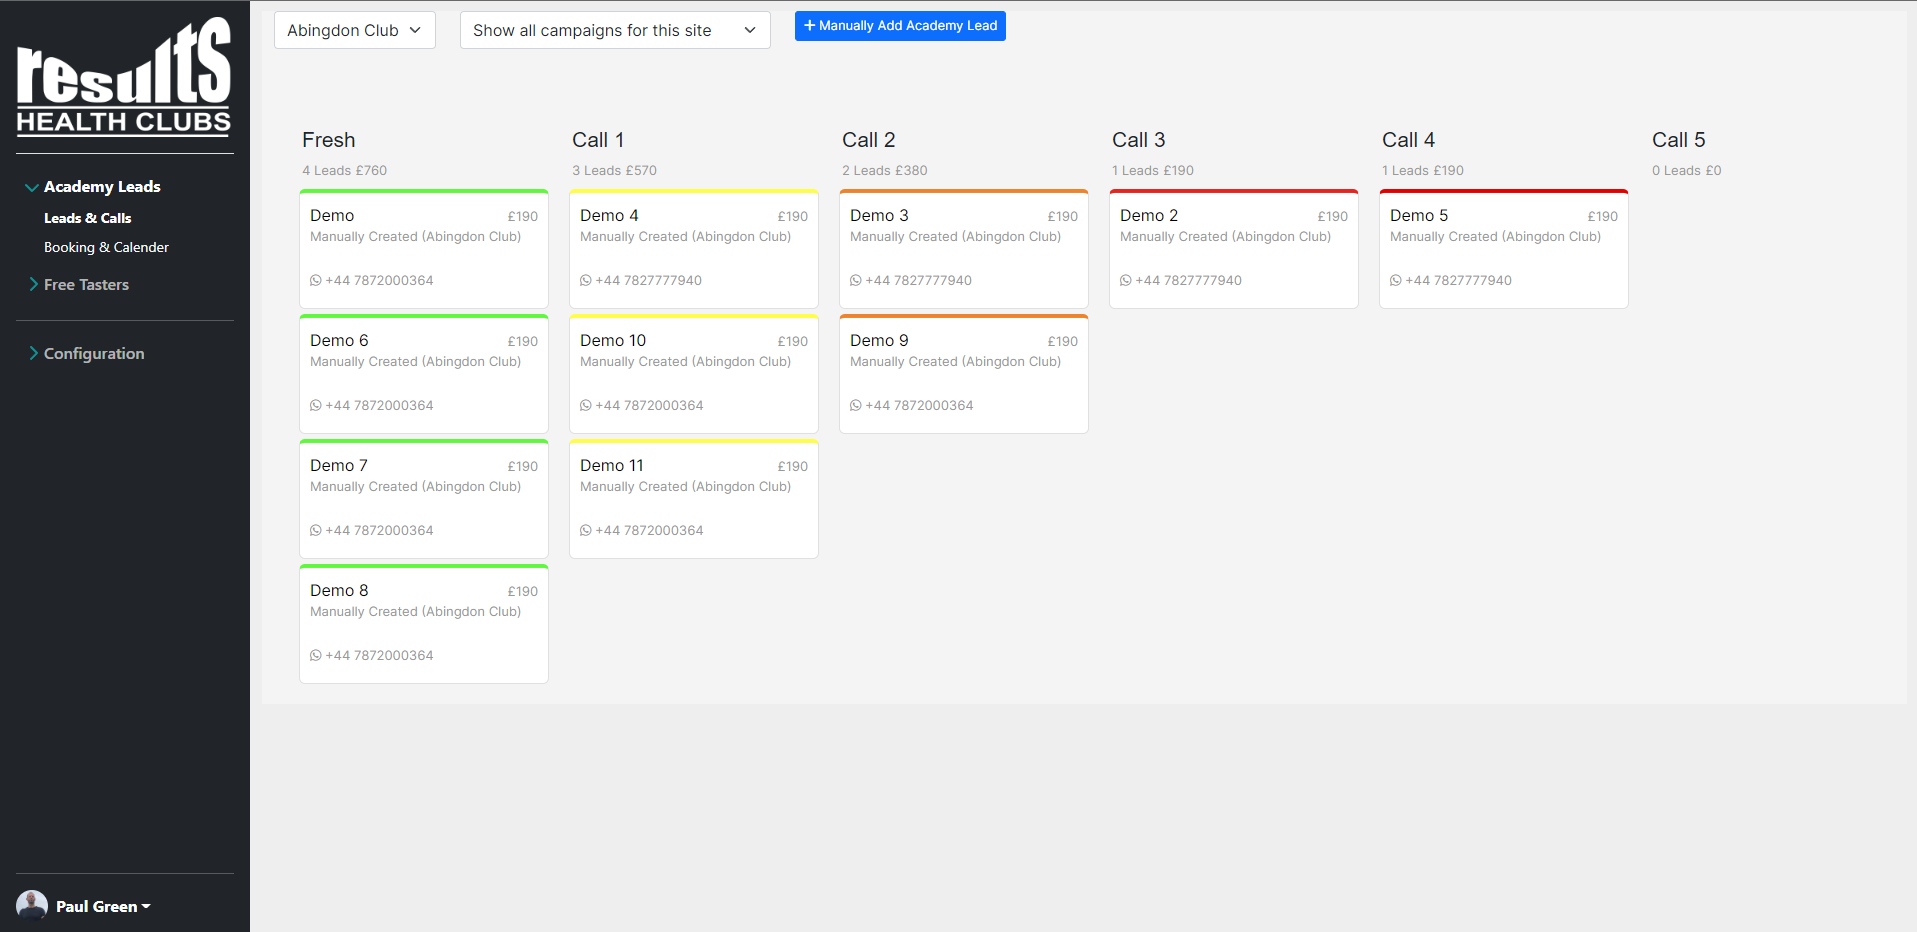 results
HEALTH CLUBS
Academy Leads
Leads & Calls
Booking & Calender
Free Tasters
Configuration
Paul Green
Abingdon Club
Show all campaigns for this site
+ Manually Add Academy Lead
Fresh
4 Leads £760
Demo £190
Manually Created (Abingdon Club)
+44 7872000364
Demo 6 £190
Manually Created (Abingdon Club)
+44 7872000364
Demo 7 £190
Manually Created (Abingdon Club)
+44 7872000364
Demo 8 £190
Manually Created (Abingdon Club)
+44 7872000364
Call 1
3 Leads £570
Demo 4 £190
Manually Created (Abingdon Club)
+44 7827777940
Demo 10 £190
Manually Created (Abingdon Club)
+44 7872000364
Demo 11 £190
Manually Created (Abingdon Club)
+44 7872000364
Call 2
2 Leads £380
Demo 3 £190
Manually Created (Abingdon Club)
+44 7827777940
Demo 9 £190
Manually Created (Abingdon Club)
+44 7872000364
Call 3
1 Leads £190
Demo 2 £190
Manually Created (Abingdon Club)
+44 7827777940
Call 4
1 Leads £190
Demo 5 £190
Manually Created (Abingdon Club)
+44 7827777940
Call 5
0 Leads £0